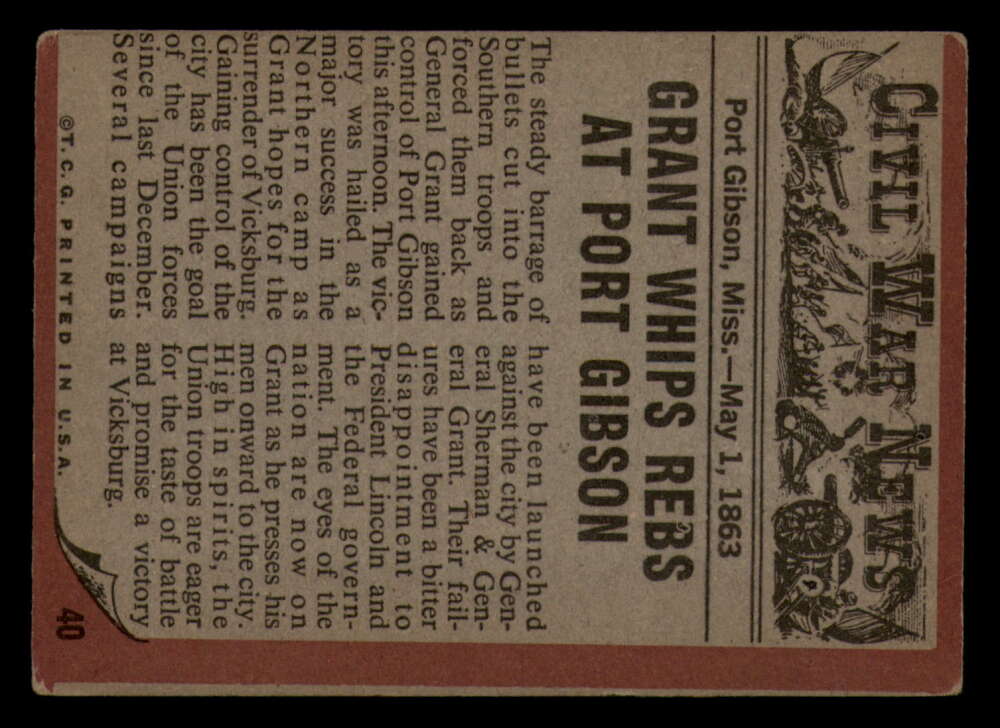 CIVIL WAR NEWS
Port Gibson, Miss.—May 1, 1863
GRANT WHIPS REBS
AT PORT GIBSON
The steady barrage of
bullets cut into the
Southern troops and
forced them back as
General Grant gained
control of Port Gibson
this afternoon. The vic-
tory was hailed as a
major success in the
Northern camp as
Grant hopes for the
surrender of Vicksburg.
Gaining control of the
city has been the goal
of the Union forces
since last December.
Several campaigns
have been launched
against the city by Gen-
eral Sherman & Gen-
eral Grant. Their fail-
ures have been a bitter
disappointment to
President Lincoln and
the Federal govern-
ment. The eyes of the
nation are now on
Grant as he presses his
men onward to the city.
High in spirits, the
Union troops are eager
for the taste of battle
and promise a victory
at Vicksburg.
©T.C.G. PRINTED IN U.S.A.
40